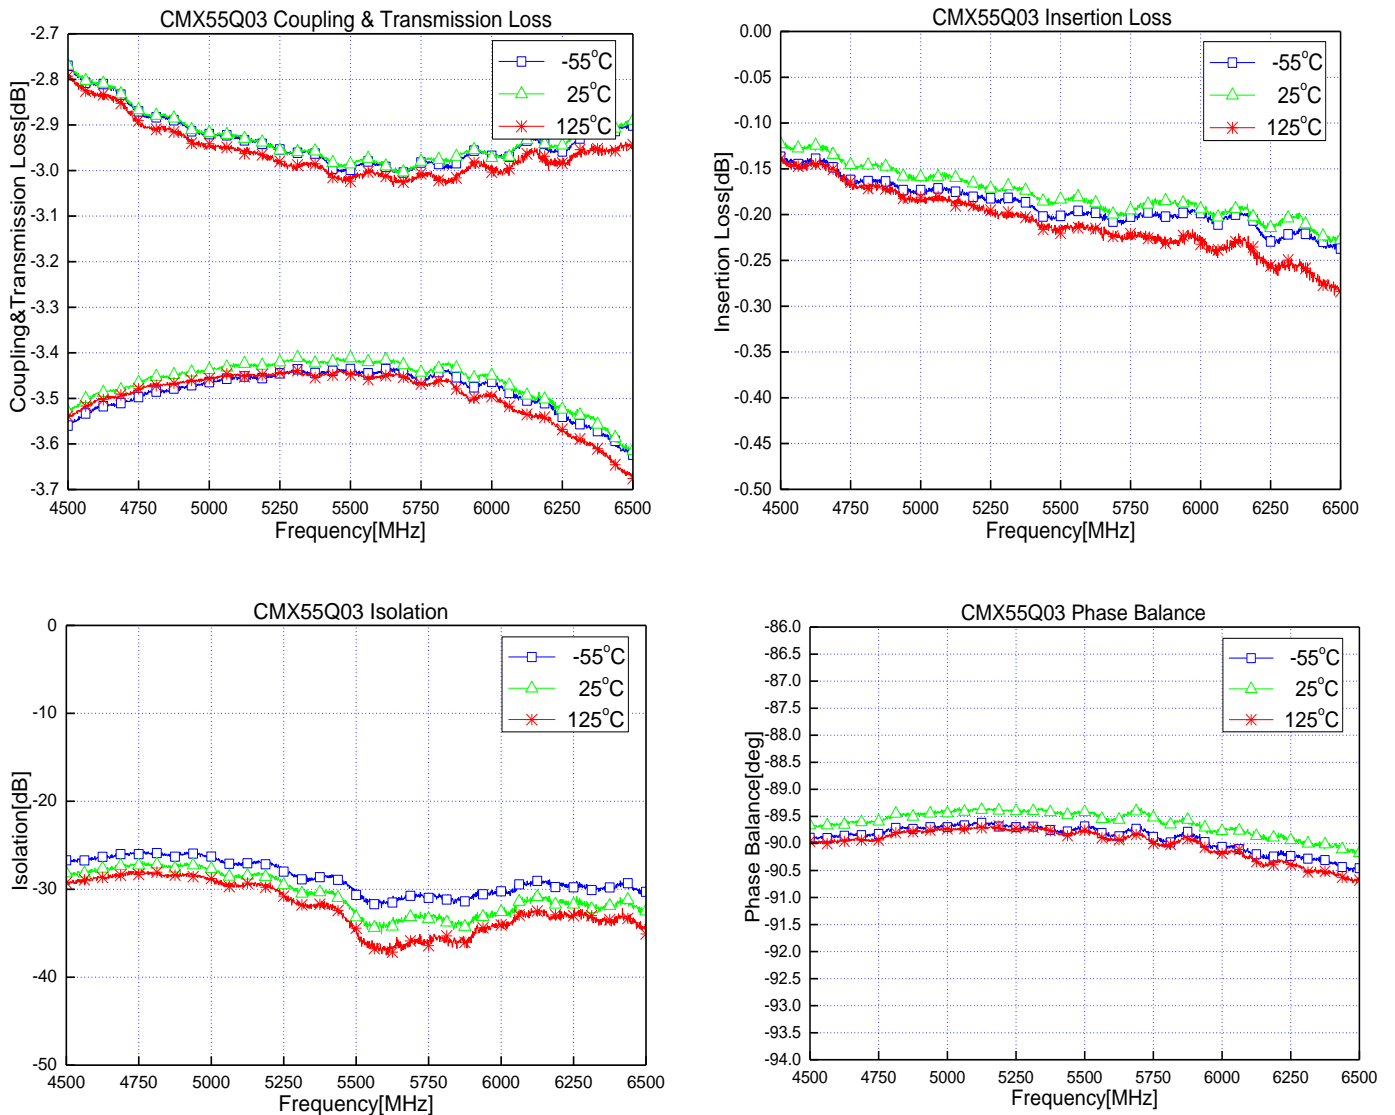 CMX55Q03 Coupling & Transmission Loss
Coupling&Transmission Loss[dB]
-2.7
-2.8
-2.9
-3.0
-3.1
-3.2
-3.3
-3.4
-3.5
-3.6
-3.7
-55°C
25°C
125°C
4500 4750 5000 5250 5500 5750 6000 6250 6500
Frequency[MHz]
CMX55Q03 Insertion Loss
Insertion Loss[dB]
0.00
-0.05
-0.10
-0.15
-0.20
-0.25
-0.30
-0.35
-0.40
-0.45
-0.50
-55°C
25°C
125°C
4500 4750 5000 5250 5500 5750 6000 6250 6500
Frequency[MHz]
CMX55Q03 Isolation
Isolation[dB]
0
-10
-20
-30
-40
-50
-55°C
25°C
125°C
4500 4750 5000 5250 5500 5750 6000 6250 6500
Frequency[MHz]
CMX55Q03 Phase Balance
Phase Balance[deg]
-86.0
-86.5
-87.0
-87.5
-88.0
-88.5
-89.0
-89.5
-90.0
-90.5
-91.0
-91.5
-92.0
-92.5
-93.0
-93.5
-94.0
-55°C
25°C
125°C
4500 4750 5000 5250 5500 5750 6000 6250 6500
Frequency[MHz]